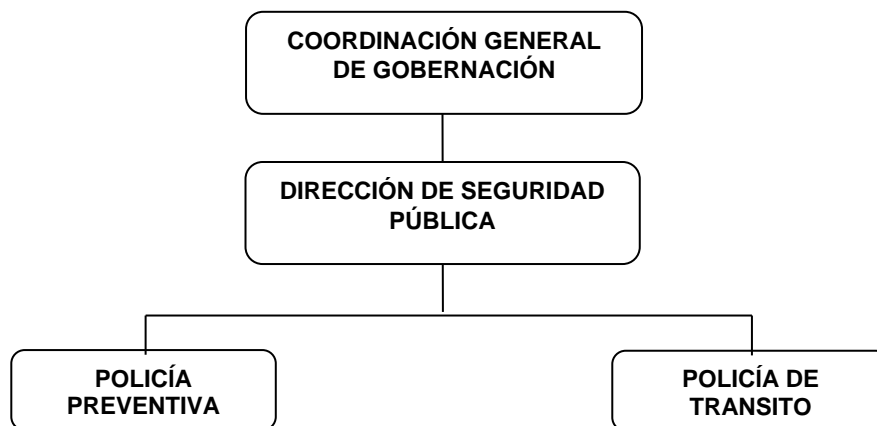 COORDINACIÓN GENERAL
DE GOBERNACIÓN
DIRECCIÓN DE SEGURIDAD
PÚBLICA
POLICÍA
PREVENTIVA
POLICÍA DE
TRANSITO